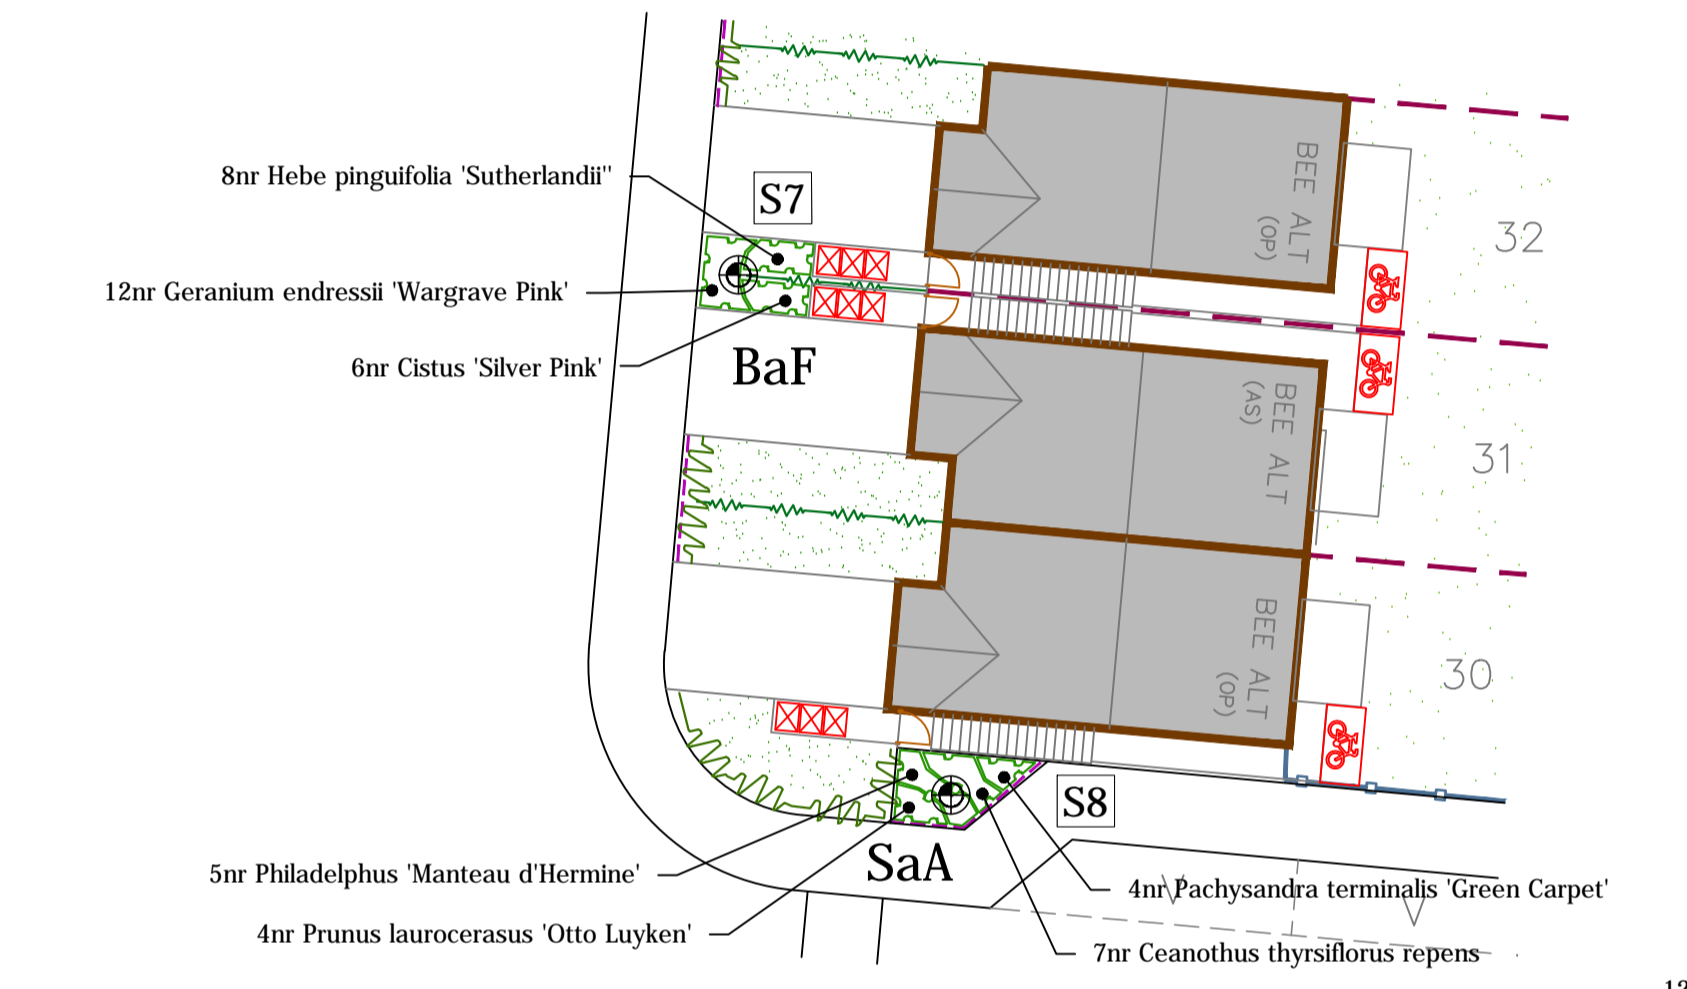 8nr Hebe pinguifolia 'Sutherlandii''
S7
BEE ALT
(OP)
32
12nr Geranium endressii 'Wargrave Pink'
6nr Cistus 'Silver Pink'
BaF
BEE ALT
(AS)
31
BEE ALT
(OP)
30
S8
SaA
5nr Philadelphus 'Manteau d'Hermine'
4nr Pachysandra terminalis 'Green Carpet'
4nr Prunus laurocerasus 'Otto Luyken'
7nr Ceanothus thyrsiflorus repens